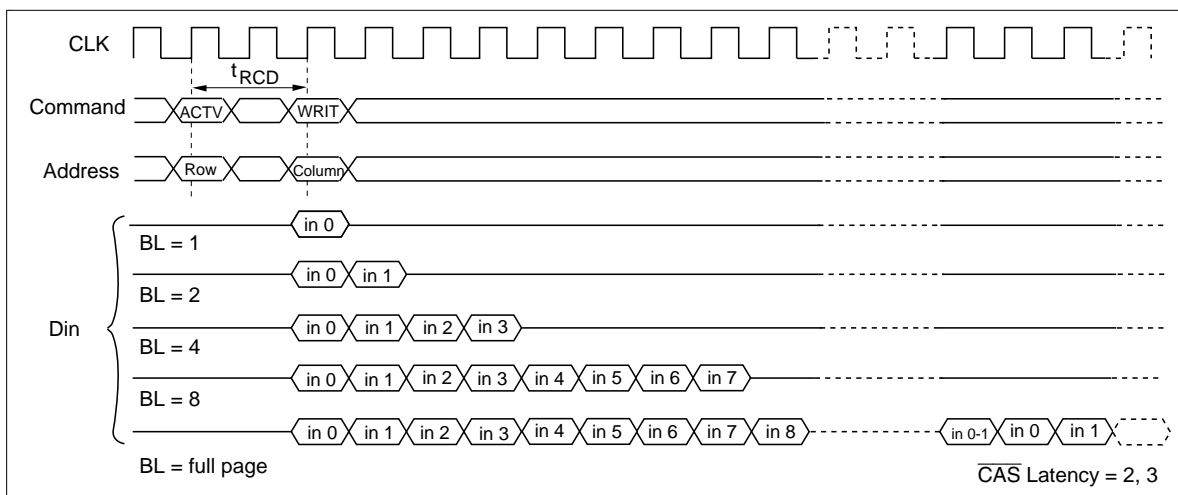 CLK
tRCD
Command ACTV WRIT
Address Row Column
in 0
BL = 1
in 0 in 1
BL = 2
Din
in 0 in 1 in 2 in 3
BL = 4
in 0 in 1 in 2 in 3 in 4 in 5 in 6 in 7
BL = 8
in 0 in 1 in 2 in 3 in 4 in 5 in 6 in 7 in 8 in 0-1 in 0 in 1
BL = full page
CAS Latency = 2, 3